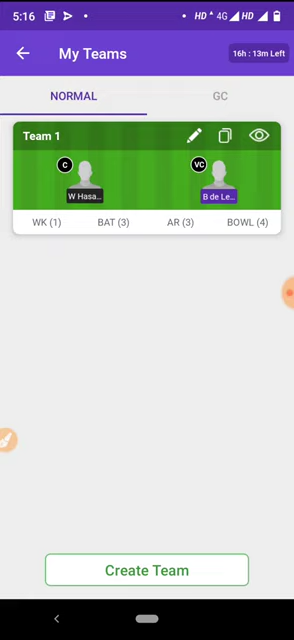 5:16 HD 4G HD
My Teams 16h : 13m Left
NORMAL GC
Team 1
C VC
W Hasa... B de Le...
WK (1) BAT (3) AR (3) BOWL (4)
Create Team